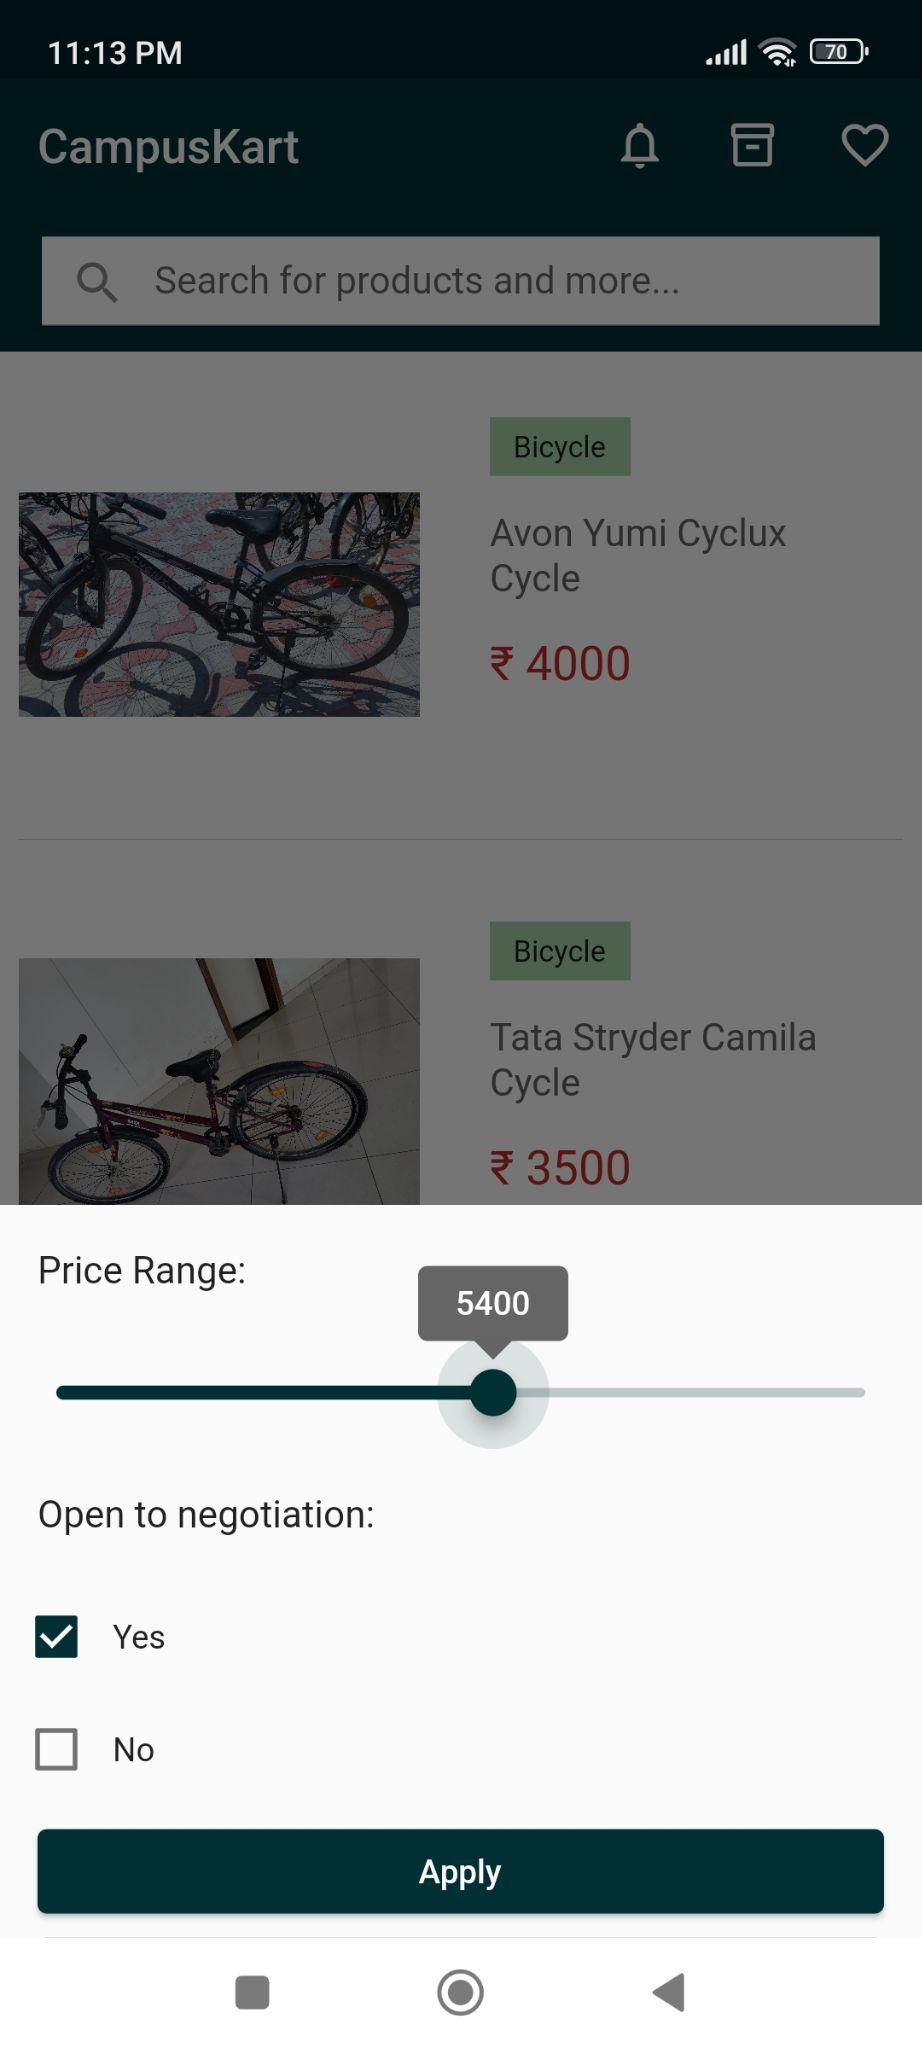 11:13 PM
70
CampusKart
Search for products and more...
Bicycle
Avon Yumi Cyclux
Cycle
₹ 4000
Bicycle
Tata Stryder Camila
Cycle
₹ 3500
Price Range:
5400
Open to negotiation:
Yes
No
Apply